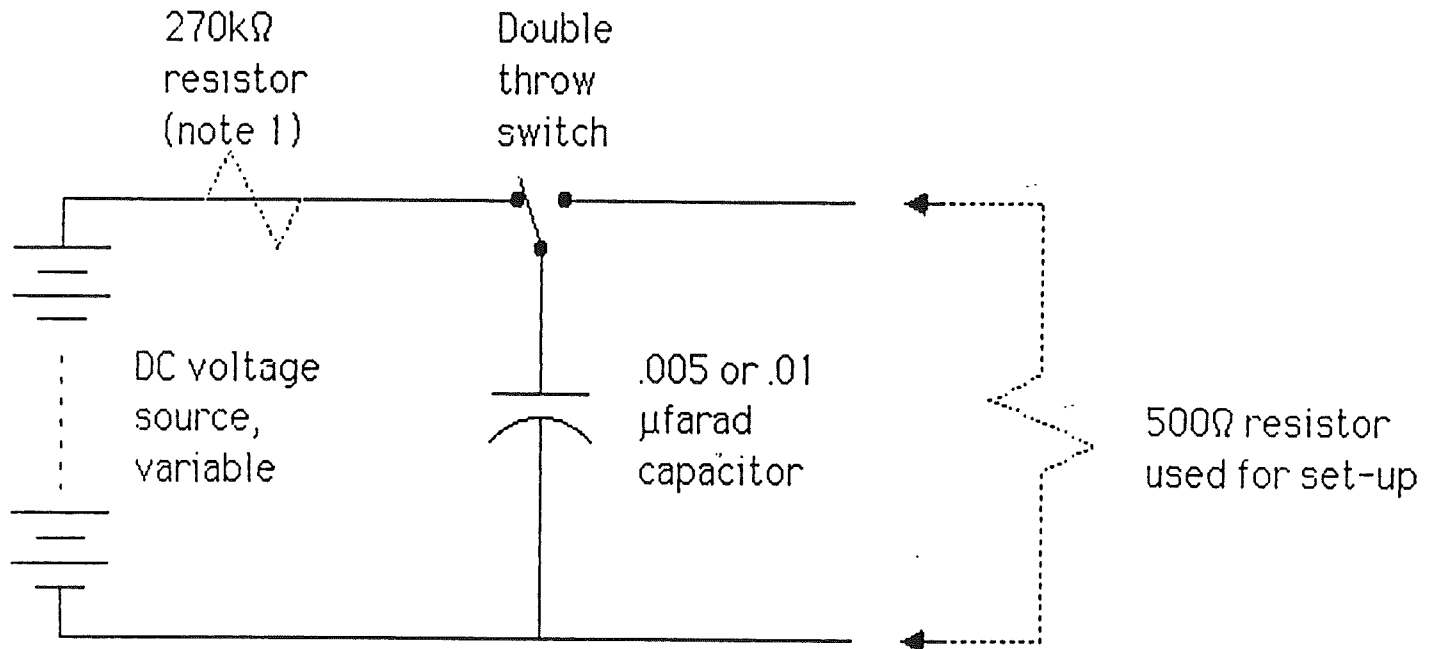 270kΩ
resistor
(note 1)
Double
throw
switch
DC voltage
source,
variable
.005 or .01
µfarad
capacitor
500Ω resistor
used for set-up